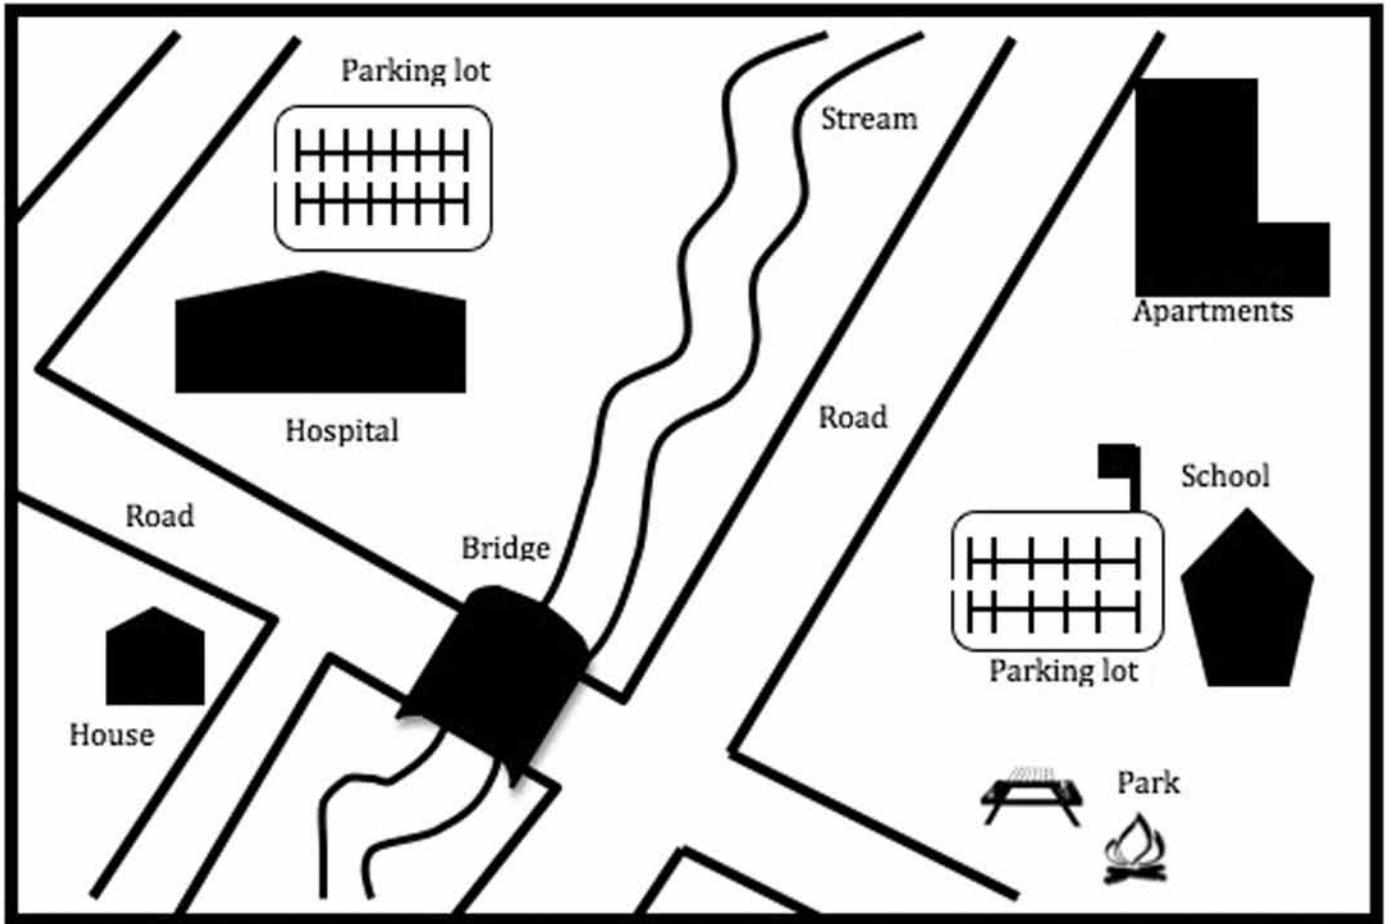 Parking lot
Stream
Apartments
Road
Hospital
School
Road
Bridge
Parking lot
House
Park